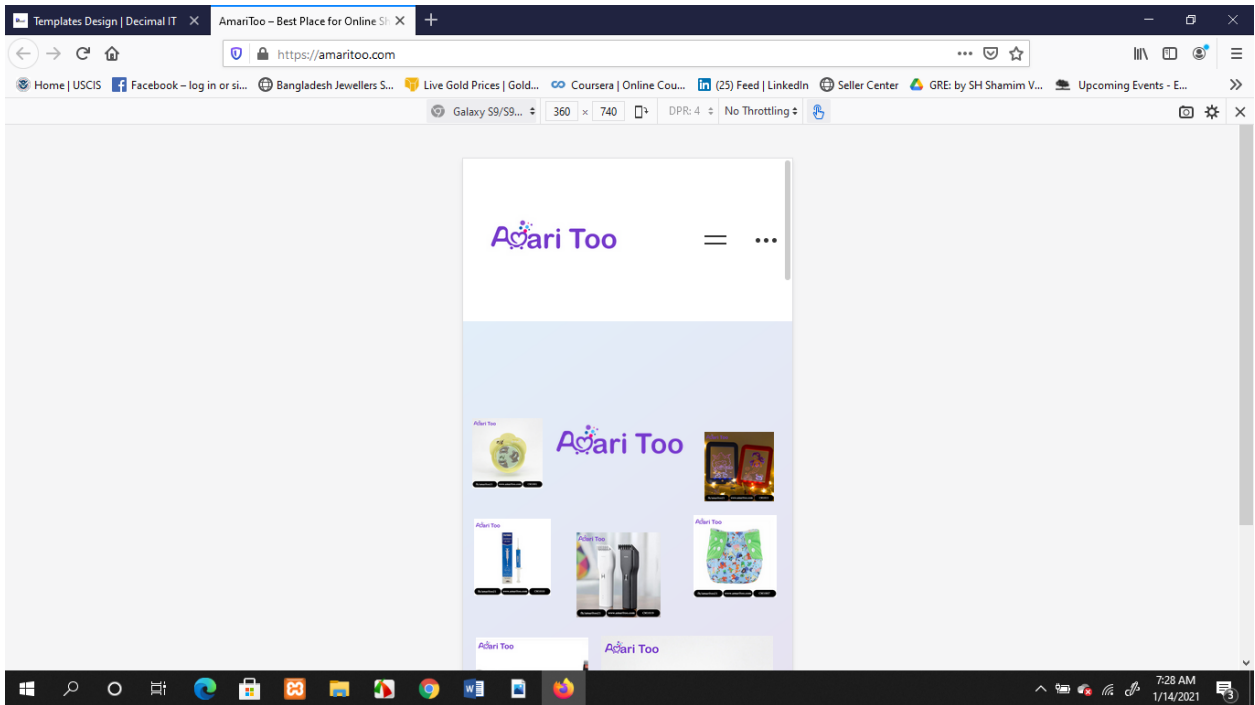 Templates Design | Decimal IT
AmariToo – Best Place for Online Sh
https://amaritoo.com
Home | USCIS
Facebook – log in or si...
Bangladesh Jewellers S...
Live Gold Prices | Gold...
Coursera | Online Cou...
(25) Feed | LinkedIn
Seller Center
GRE: by SH Shamim V...
Upcoming Events - E...
Galaxy S9/S9... 360 × 740 DPR: 4 No Throttling
Amari Too
Amari Too
Amari Too
Amari Too
Amari Too
Amari Too
Amari Too
Amari Too
7:28 AM
1/14/2021
3